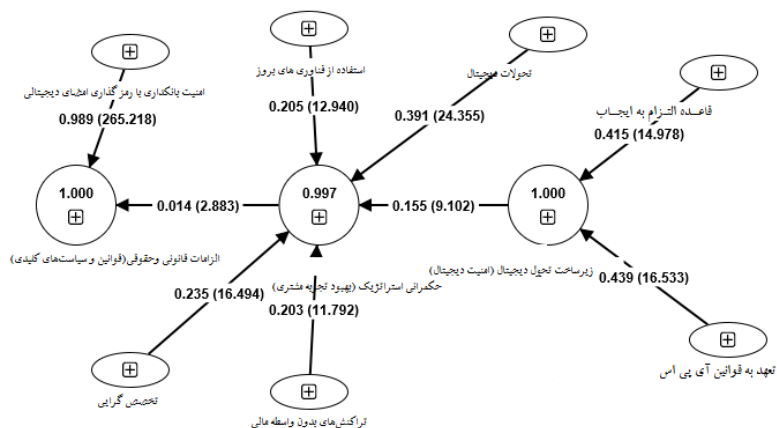 استفاده از فناوری های بروز
0.205 (12.940)
تحولات دیجیتال
0.391 (24.355)
امنیت بانکداری با رمز گذاری امضای دیجیتالی
0.989 (265.218)
قاعده التزام به ایجاب
0.415 (14.978)
1.000
0.014 (2.883)
0.997
0.155 (9.102)
1.000
الزامات قانونی وحقوقی(قوانین و سیاست‌های کلیدی)
حکمرانی استراتژیک (بهبود تجربه مشتری)
زیرساخت تحول دیجیتال (امنیت دیجیتال)
0.235 (16.494)
0.203 (11.792)
0.439 (16.533)
تعهد به قوانین آی پی اس
تخصص گرایی
تراکنش‌های بدون واسطه مالی